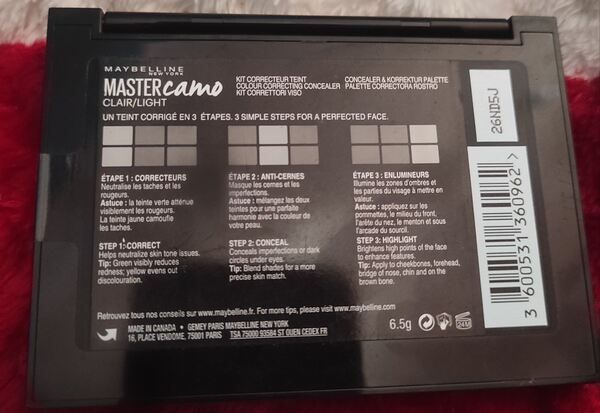 MAYBELLINE
NEW YORK
MASTER camo
CLAIR/LIGHT
KIT CORRECTEUR TEINT
COLOUR CORRECTING CONCEALER
KIT CORRETTORI VISO
CONCEALER & KORREKTUR PALETTE
PALETTE CORRECTORA ROSTRO
UN TEINT CORRIGÉ EN 3 ÉTAPES. 3 SIMPLE STEPS FOR A PERFECTED FACE.
ÉTAPE 1 : CORRECTEURS
Neutralise les taches et les
rougeurs.
Astuce : la teinte verte atténue
visiblement les rougeurs.
La teinte jaune camoufle
les taches.
STEP 1: CORRECT
Helps neutralize skin tone issues.
Tip: Green visibly reduces
redness; yellow evens out
discolouration.
ÉTAPE 2 : ANTI-CERNES
Masque les cernes et les
imperfections.
Astuce : mélangez les deux
teintes pour une parfaite
harmonie avec la couleur de
votre peau.
STEP 2: CONCEAL
Conceals imperfections or dark
circles under eyes.
Tip: Blend shades for a more
precise skin match.
ÉTAPE 3 : ENLUMINEURS
Illumine les zones d'ombres et
les parties du visage à mettre
en valeur.
Astuce : appliquez sur les
pommettes, le milieu du front,
l'arête du nez, le menton et sous
l'arcade du sourcil.
STEP 3: HIGHLIGHT
Brightens high points of the face
to enhance features.
Tip: Apply to cheekbones, forehead,
bridge of nose, chin and on the
brown bone.
Retrouvez tous nos conseils sur www.maybelline.fr. For more tips, please visit www.maybelline.com
MADE IN CANADA • GEMEY PARIS MAYBELLINE NEW YORK
16, PLACE VENDOME, 75001 PARIS TSA 75000 93584 ST OUEN CEDEX FR
6.5g
24M
26ND5J
3 600531 360962 >